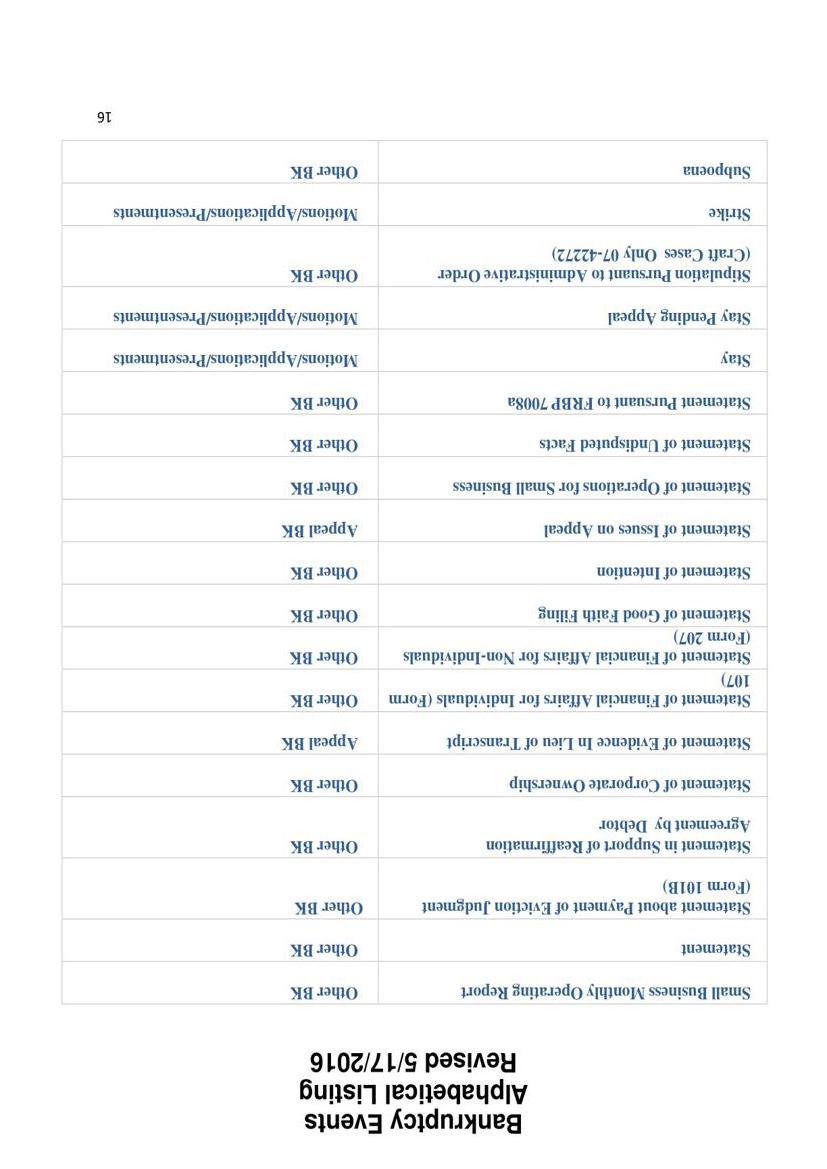 Bankruptcy Events
Alphabetical Listing
Revised 5/17/2016
Small Business Monthly Operating Report Other BK
Statement Other BK
Statement about Payment of Eviction Judgment Other BK
(Form 101B)
Statement in Support of Reaffirmation Other BK
Agreement by Debtor
Statement of Corporate Ownership Other BK
Statement of Evidence In Lieu of Transcript Appeal BK
Statement of Financial Affairs for Individuals (Form Other BK
107)
Statement of Financial Affairs for Non-Individuals Other BK
(Form 207)
Statement of Good Faith Filing Other BK
Statement of Intention Other BK
Statement of Issues on Appeal Appeal BK
Statement of Operations for Small Business Other BK
Statement of Undisputed Facts Other BK
Statement Pursuant to FRBP 7008a Other BK
Stay Motions/Applications/Presentments
Stay Pending Appeal Motions/Applications/Presentments
Stipulation Pursuant to Administrative Order Other BK
(Craft Cases Only 07-42272)
Strike Motions/Applications/Presentments
Subpoena Other BK
16